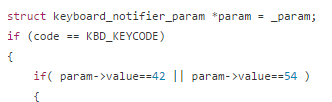 struct keyboard_notifier_param *param = _param;
if (code == KBD_KEYCODE)
{
if( param->value==42 || param->value==54 )
{